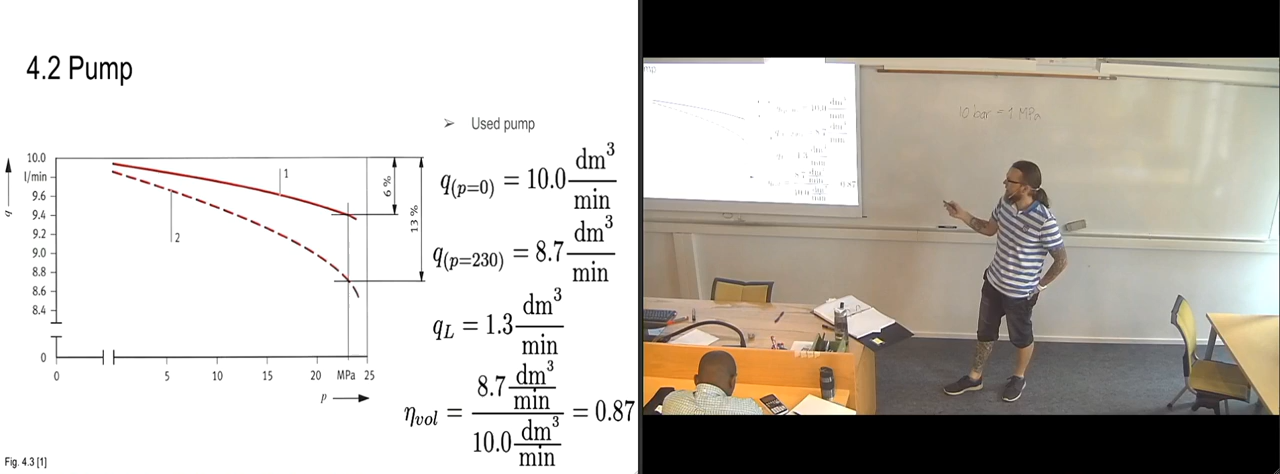 4.2 Pump
➢ Used pump
10.0
l/min
9.6
9.4
9.2
9.0
8.8
8.6
8.4
0
q
1
2
6 %
13 %
0 5 10 15 20 MPa 25
p
q(p=0) = 10.0 dm³/min
q(p=230) = 8.7 dm³/min
qL = 1.3 dm³/min
ηvol = 8.7 dm³/min / 10.0 dm³/min = 0.87
Fig. 4.3 [1]
10 bar = 1 MPa